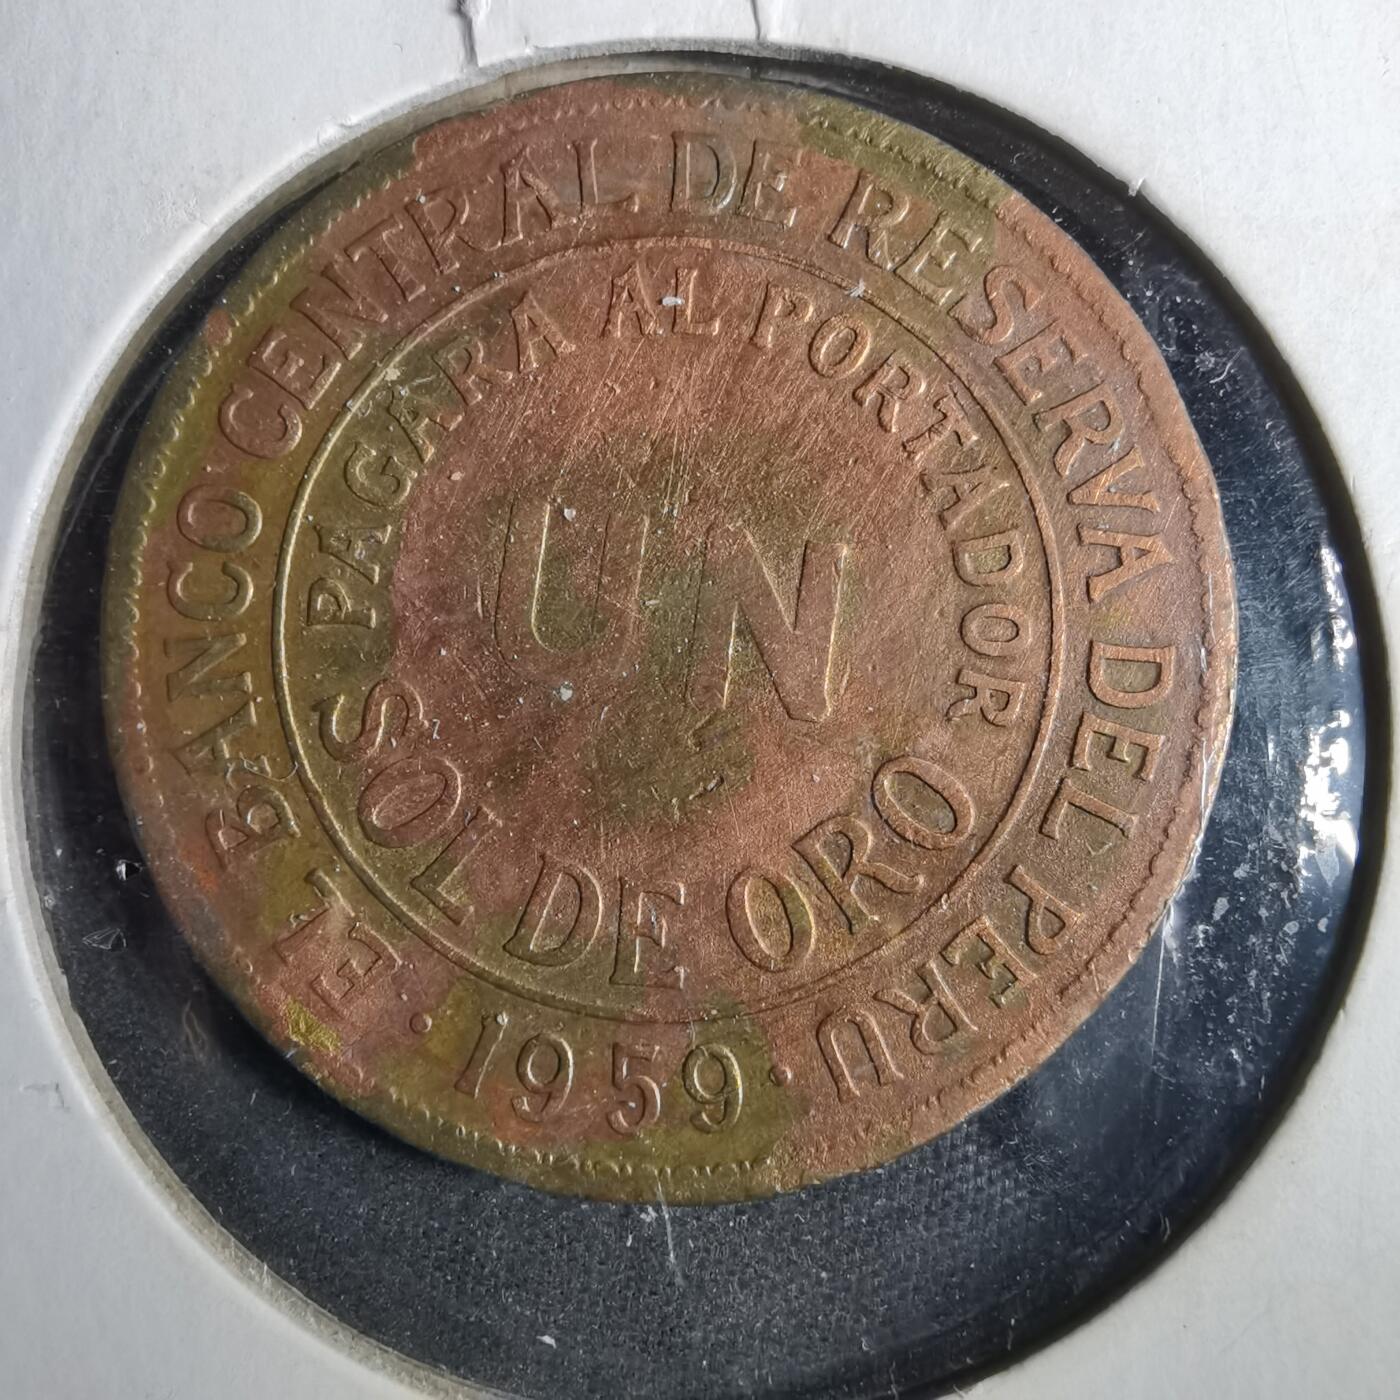 EL BANCO CENTRAL DE RESERVA DEL PERU
PAGARA AL PORTADOR
UN
SOL DE ORO
· 1959 ·